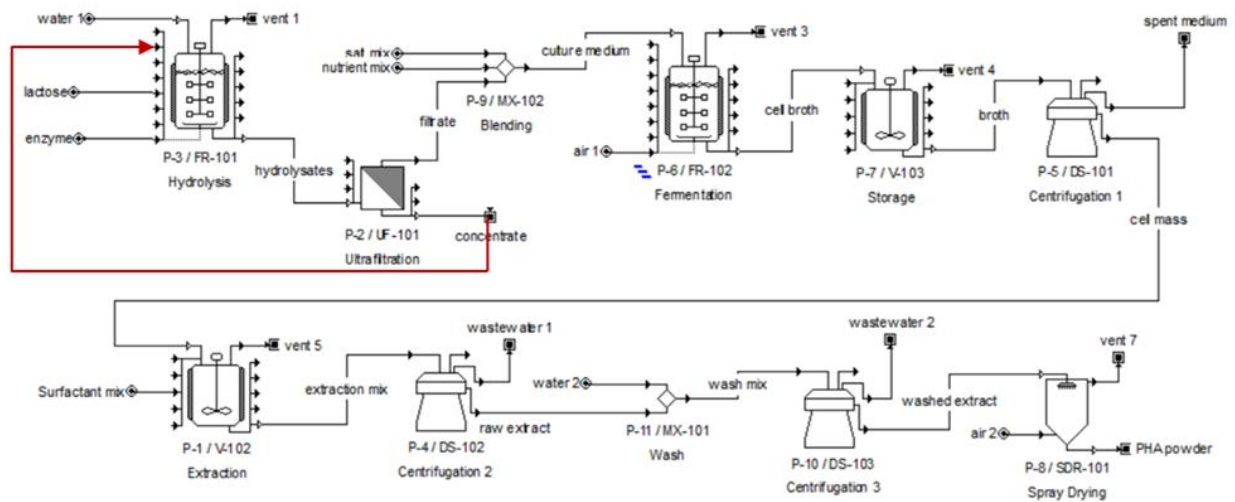 water 1
vent 1
lactose
enzyme
P-3 / FR-101
Hydrolysis
hydrolysates
salt mix
nutrient mix
P-9 / MX-102
Blending
filtrate
P-2 / UF-101
Ultrafiltration
concentrate
cuture medium
vent 3
air 1
P-6 / FR-102
Fermentation
cell broth
vent 4
P-7 / V-103
Storage
broth
spent medium
P-5 / DS-101
Centrifugation 1
cell mass
Surfactant mix
vent 5
P-1 / V-102
Extraction
extraction mix
wastewater 1
P-4 / DS-102
Centrifugation 2
raw extract
water 2
P-11 / MX-101
Wash
wash mix
wastewater 2
P-10 / DS-103
Centrifugation 3
washed extract
vent 7
air 2
PHA powder
P-8 / SDR-101
Spray Drying